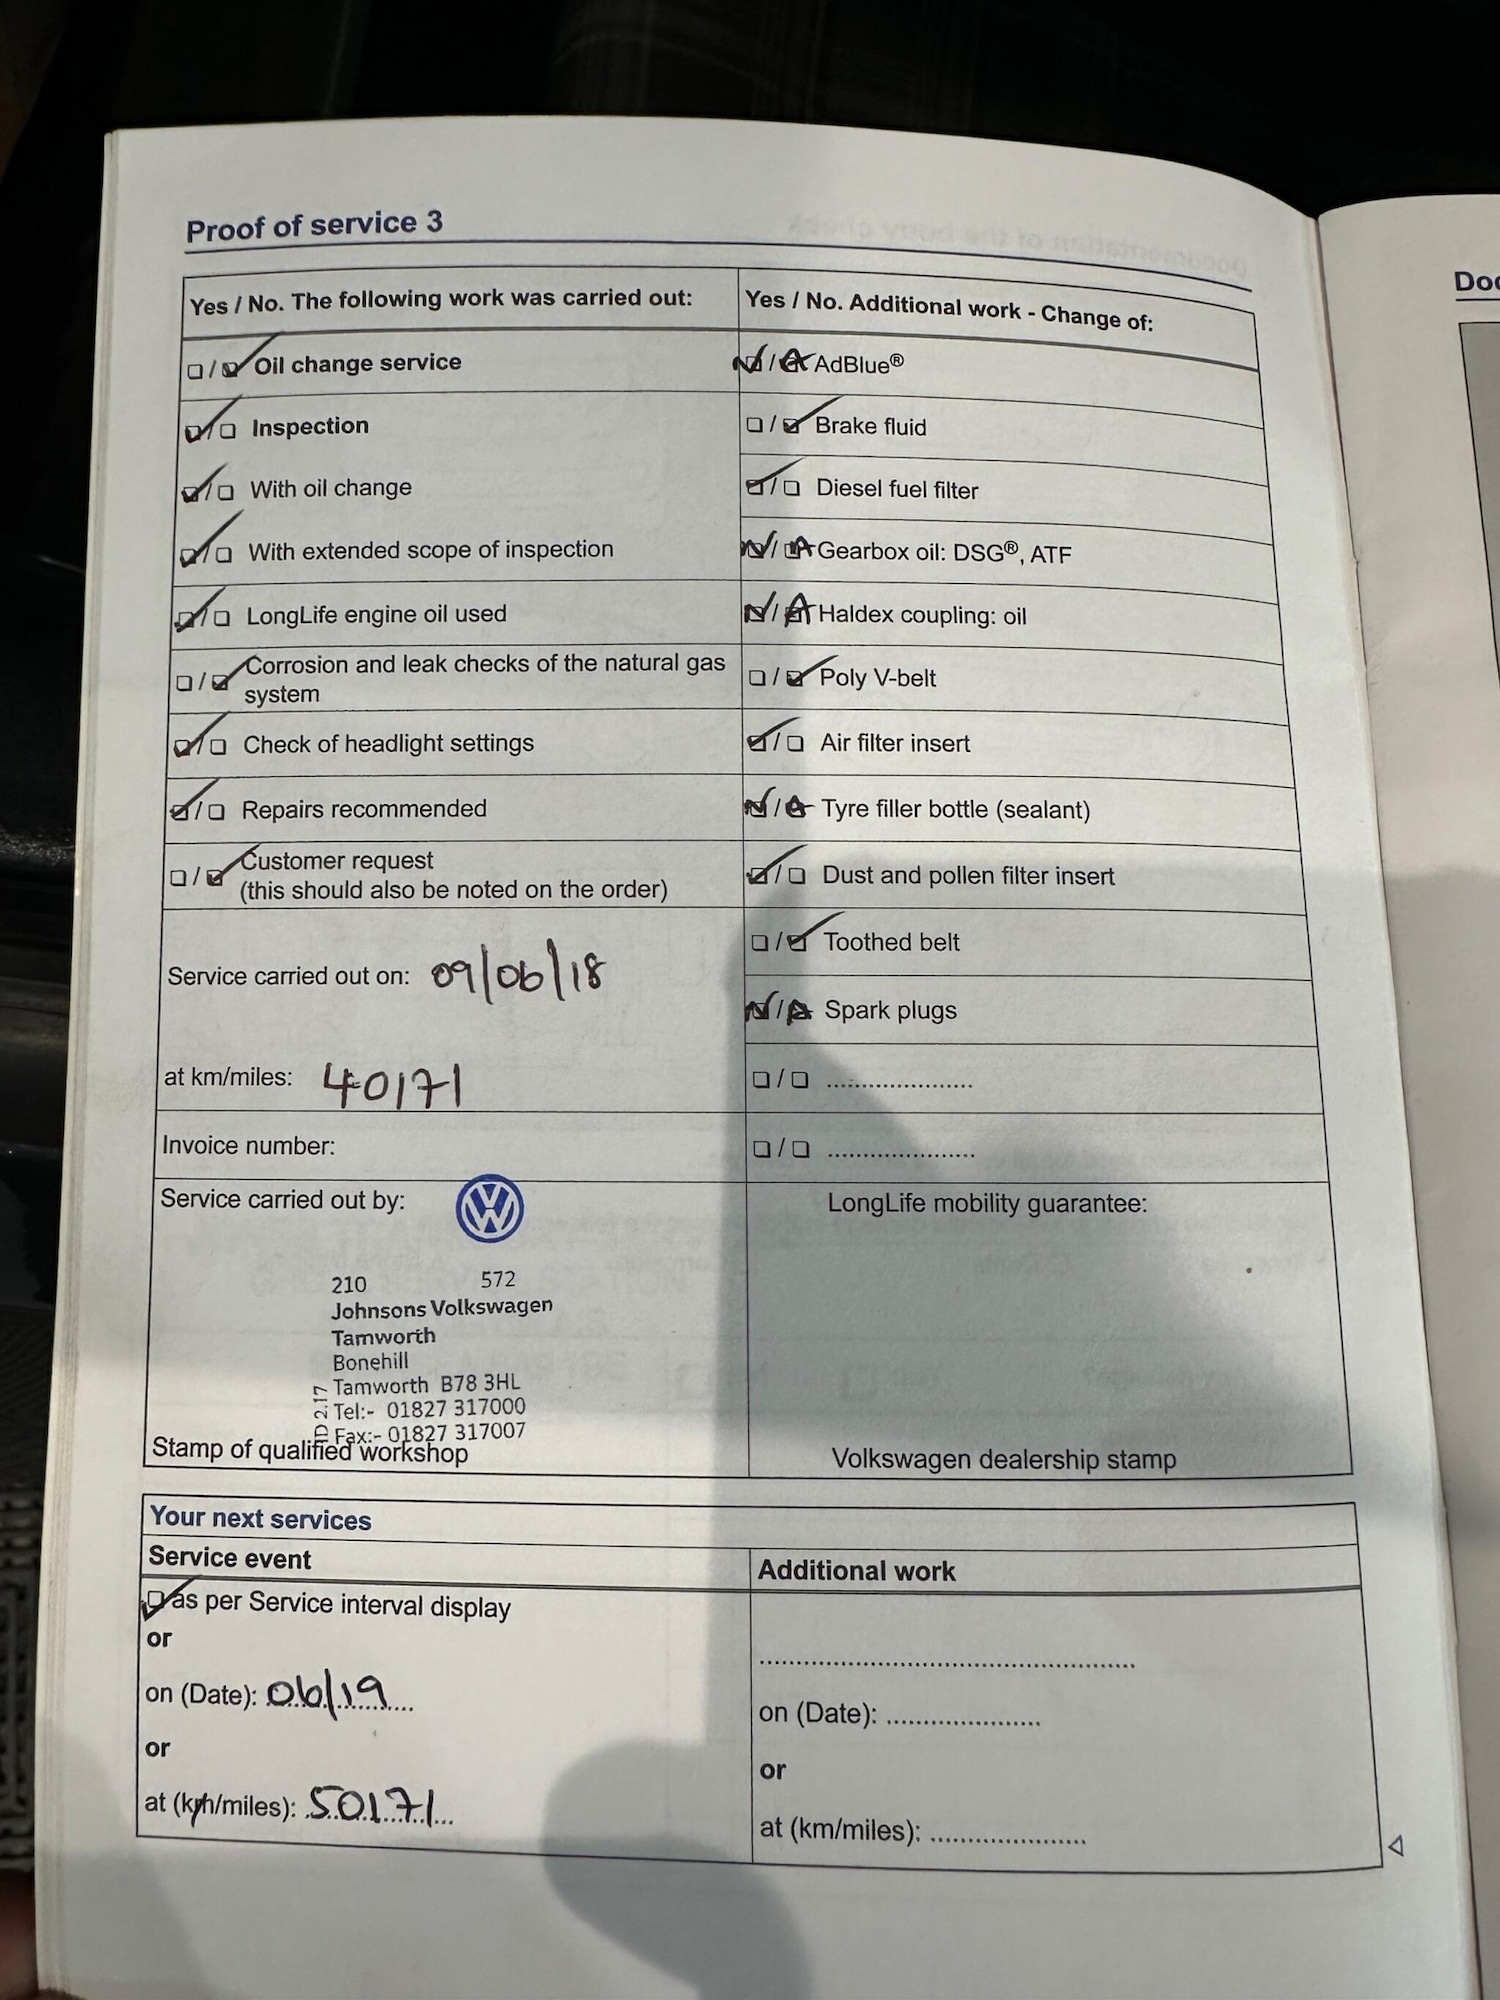 Proof of service 3
Yes / No. The following work was carried out:
Oil change service
Inspection
With oil change
With extended scope of inspection
LongLife engine oil used
Corrosion and leak checks of the natural gas
system
Check of headlight settings
Repairs recommended
Customer request
(this should also be noted on the order)
Service carried out on: 09/06/18
at km/miles: 40171
Invoice number:
Service carried out by:
VW
210 572
Johnsons Volkswagen
Tamworth
Bonehill
Tamworth B78 3HL
Tel:- 01827 317000
Fax:- 01827 317007
Stamp of qualified workshop
Yes / No. Additional work - Change of:
N/A AdBlue®
Brake fluid
Diesel fuel filter
N/A Gearbox oil: DSG®, ATF
N/A Haldex coupling: oil
Poly V-belt
Air filter insert
N/A Tyre filler bottle (sealant)
Dust and pollen filter insert
Toothed belt
N/A Spark plugs
LongLife mobility guarantee:
Volkswagen dealership stamp
Your next services
Service event
as per Service interval display
or
on (Date): 06/19
or
at (km/miles): 50171
Additional work
on (Date):
or
at (km/miles):
Doc